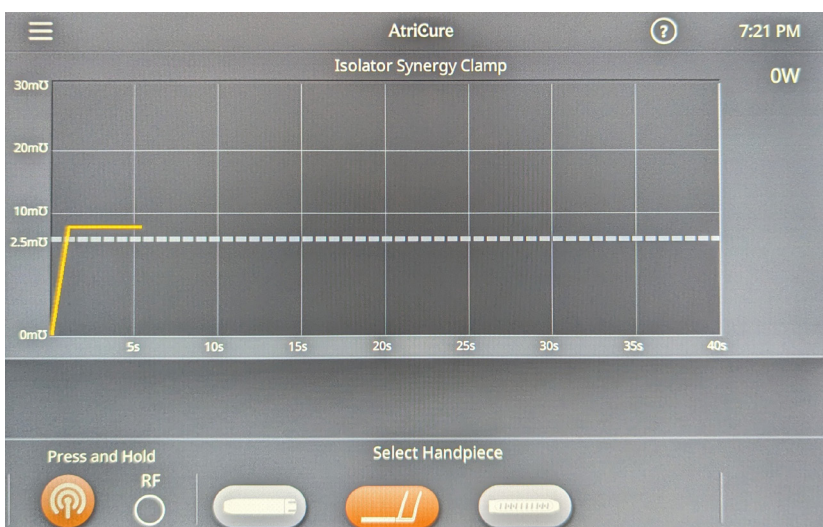 AtriCure
?
7:21 PM
Isolator Synergy Clamp
0W
30m℧
20m℧
10m℧
2.5m℧
0m℧
5s 10s 15s 20s 25s 30s 35s 40s
Press and Hold
Select Handpiece
RF